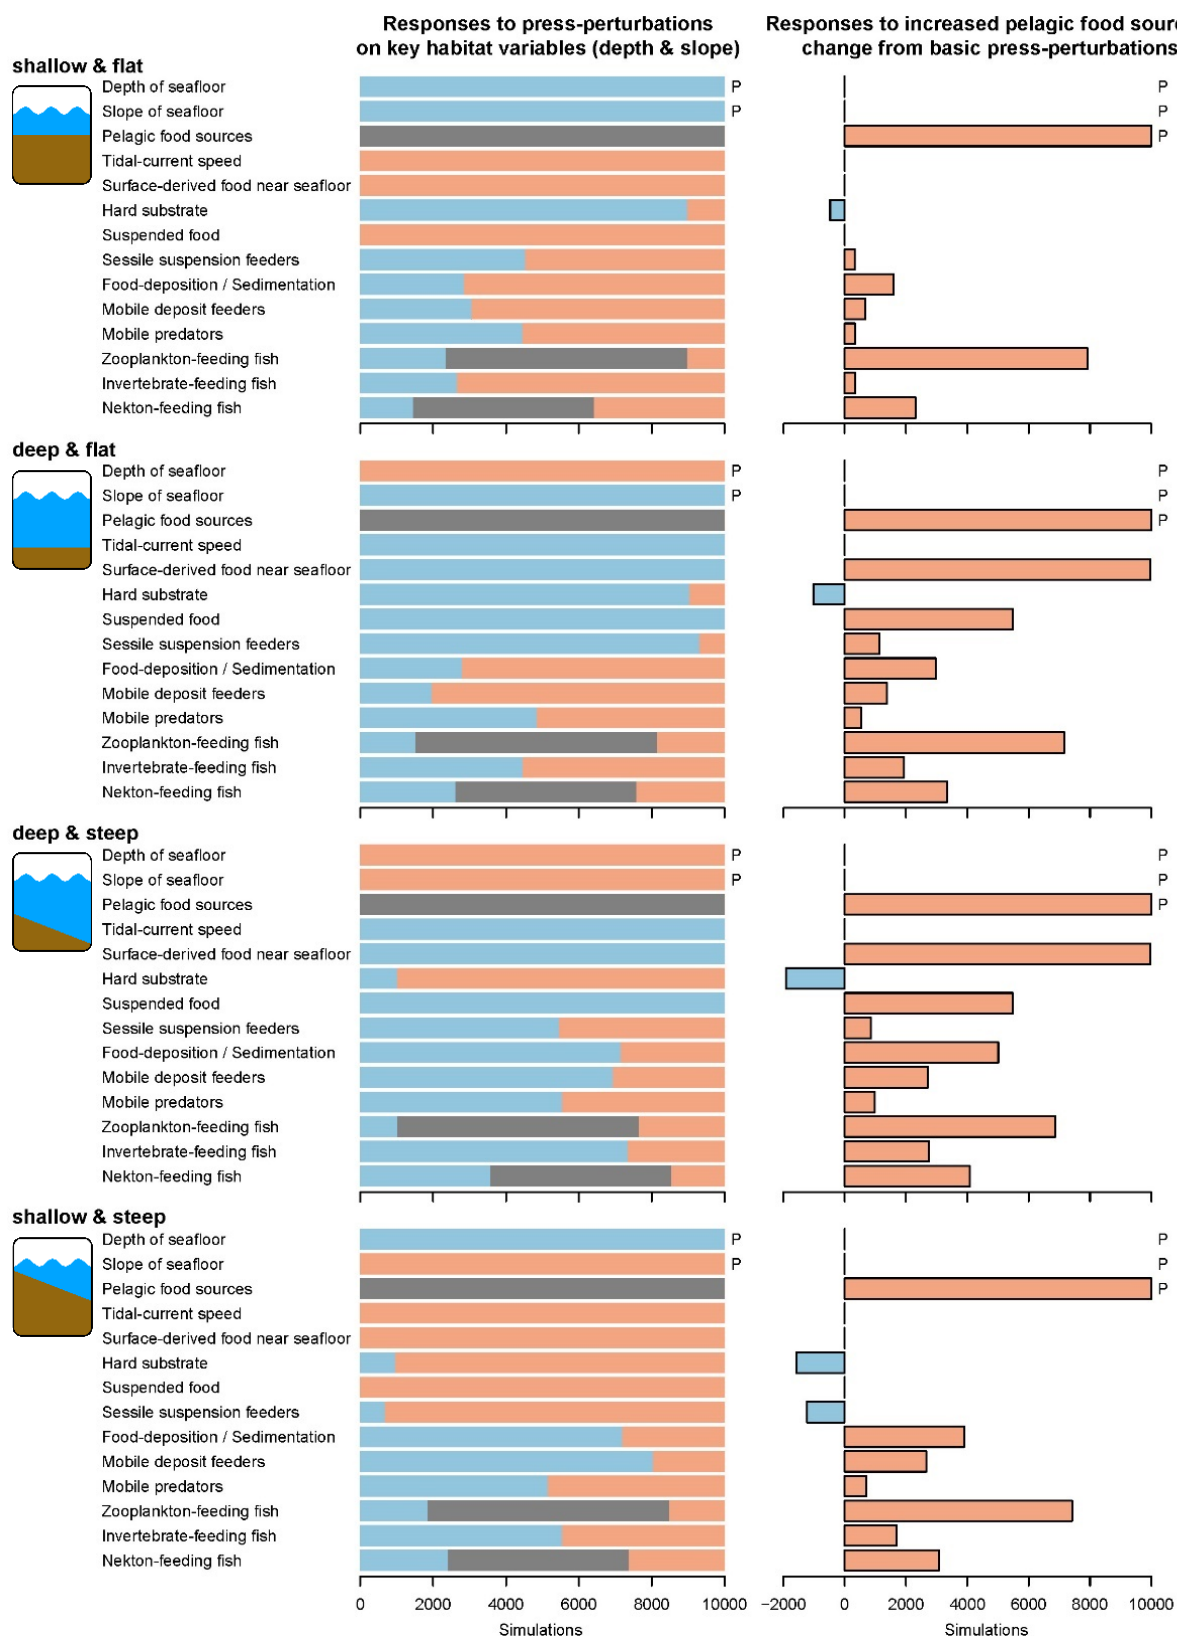 Responses to press-perturbations
on key habitat variables (depth & slope)
Responses to increased pelagic food sour
change from basic press-perturbations
shallow & flat
Depth of seafloor P P
Slope of seafloor P P
Pelagic food sources P
Tidal-current speed
Surface-derived food near seafloor
Hard substrate
Suspended food
Sessile suspension feeders
Food-deposition / Sedimentation
Mobile deposit feeders
Mobile predators
Zooplankton-feeding fish
Invertebrate-feeding fish
Nekton-feeding fish
deep & flat
Depth of seafloor P P
Slope of seafloor P P
Pelagic food sources P
Tidal-current speed
Surface-derived food near seafloor
Hard substrate
Suspended food
Sessile suspension feeders
Food-deposition / Sedimentation
Mobile deposit feeders
Mobile predators
Zooplankton-feeding fish
Invertebrate-feeding fish
Nekton-feeding fish
deep & steep
Depth of seafloor P P
Slope of seafloor P P
Pelagic food sources P
Tidal-current speed
Surface-derived food near seafloor
Hard substrate
Suspended food
Sessile suspension feeders
Food-deposition / Sedimentation
Mobile deposit feeders
Mobile predators
Zooplankton-feeding fish
Invertebrate-feeding fish
Nekton-feeding fish
shallow & steep
Depth of seafloor P P
Slope of seafloor P P
Pelagic food sources P
Tidal-current speed
Surface-derived food near seafloor
Hard substrate
Suspended food
Sessile suspension feeders
Food-deposition / Sedimentation
Mobile deposit feeders
Mobile predators
Zooplankton-feeding fish
Invertebrate-feeding fish
Nekton-feeding fish
0 2000 4000 6000 8000 10000 −2000 0 2000 4000 6000 8000 10000
Simulations Simulations